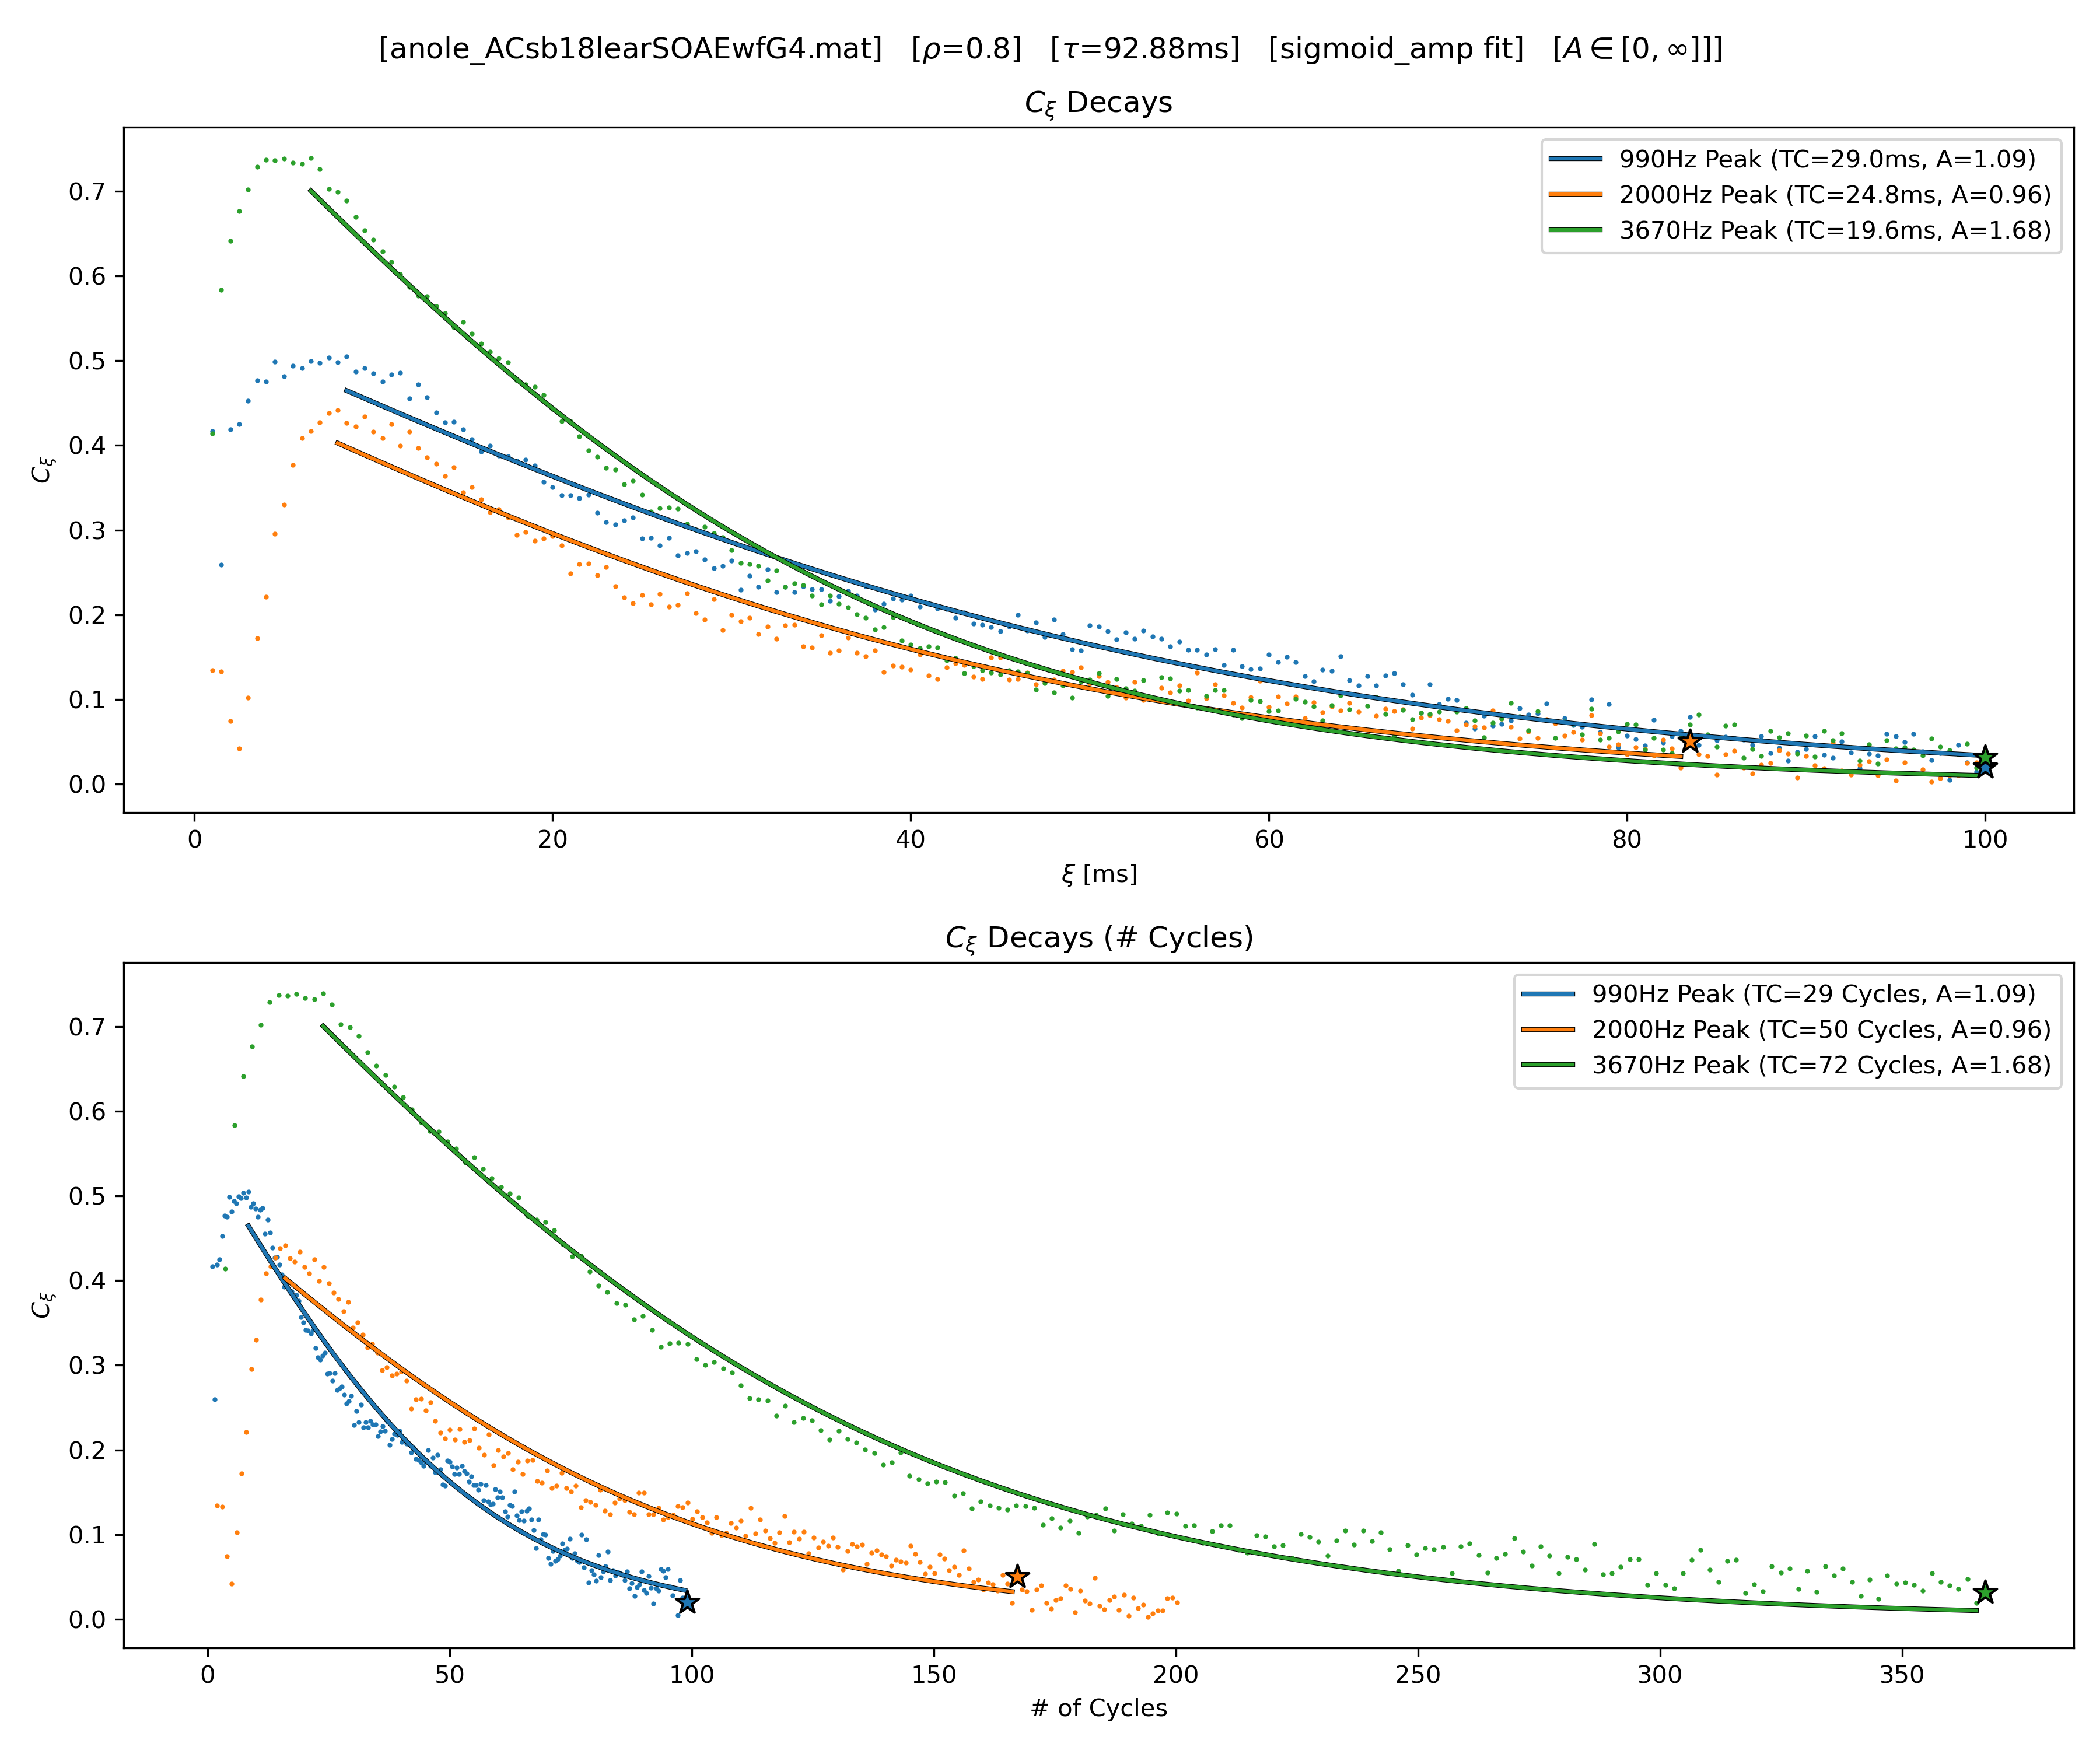 [anole_ACsb18learSOAEwfG4.mat]   [ρ=0.8]   [τ=92.88ms]   [sigmoid_amp fit]   [A ∈ [0, ∞]]]
Cξ Decays
0.7
0.6
0.5
0.4
0.3
0.2
0.1
0.0
Cξ
990Hz Peak (TC=29.0ms, A=1.09)
2000Hz Peak (TC=24.8ms, A=0.96)
3670Hz Peak (TC=19.6ms, A=1.68)
0 20 40 60 80 100
ξ [ms]
Cξ Decays (# Cycles)
0.7
0.6
0.5
0.4
0.3
0.2
0.1
0.0
Cξ
990Hz Peak (TC=29 Cycles, A=1.09)
2000Hz Peak (TC=50 Cycles, A=0.96)
3670Hz Peak (TC=72 Cycles, A=1.68)
0 50 100 150 200 250 300 350
# of Cycles